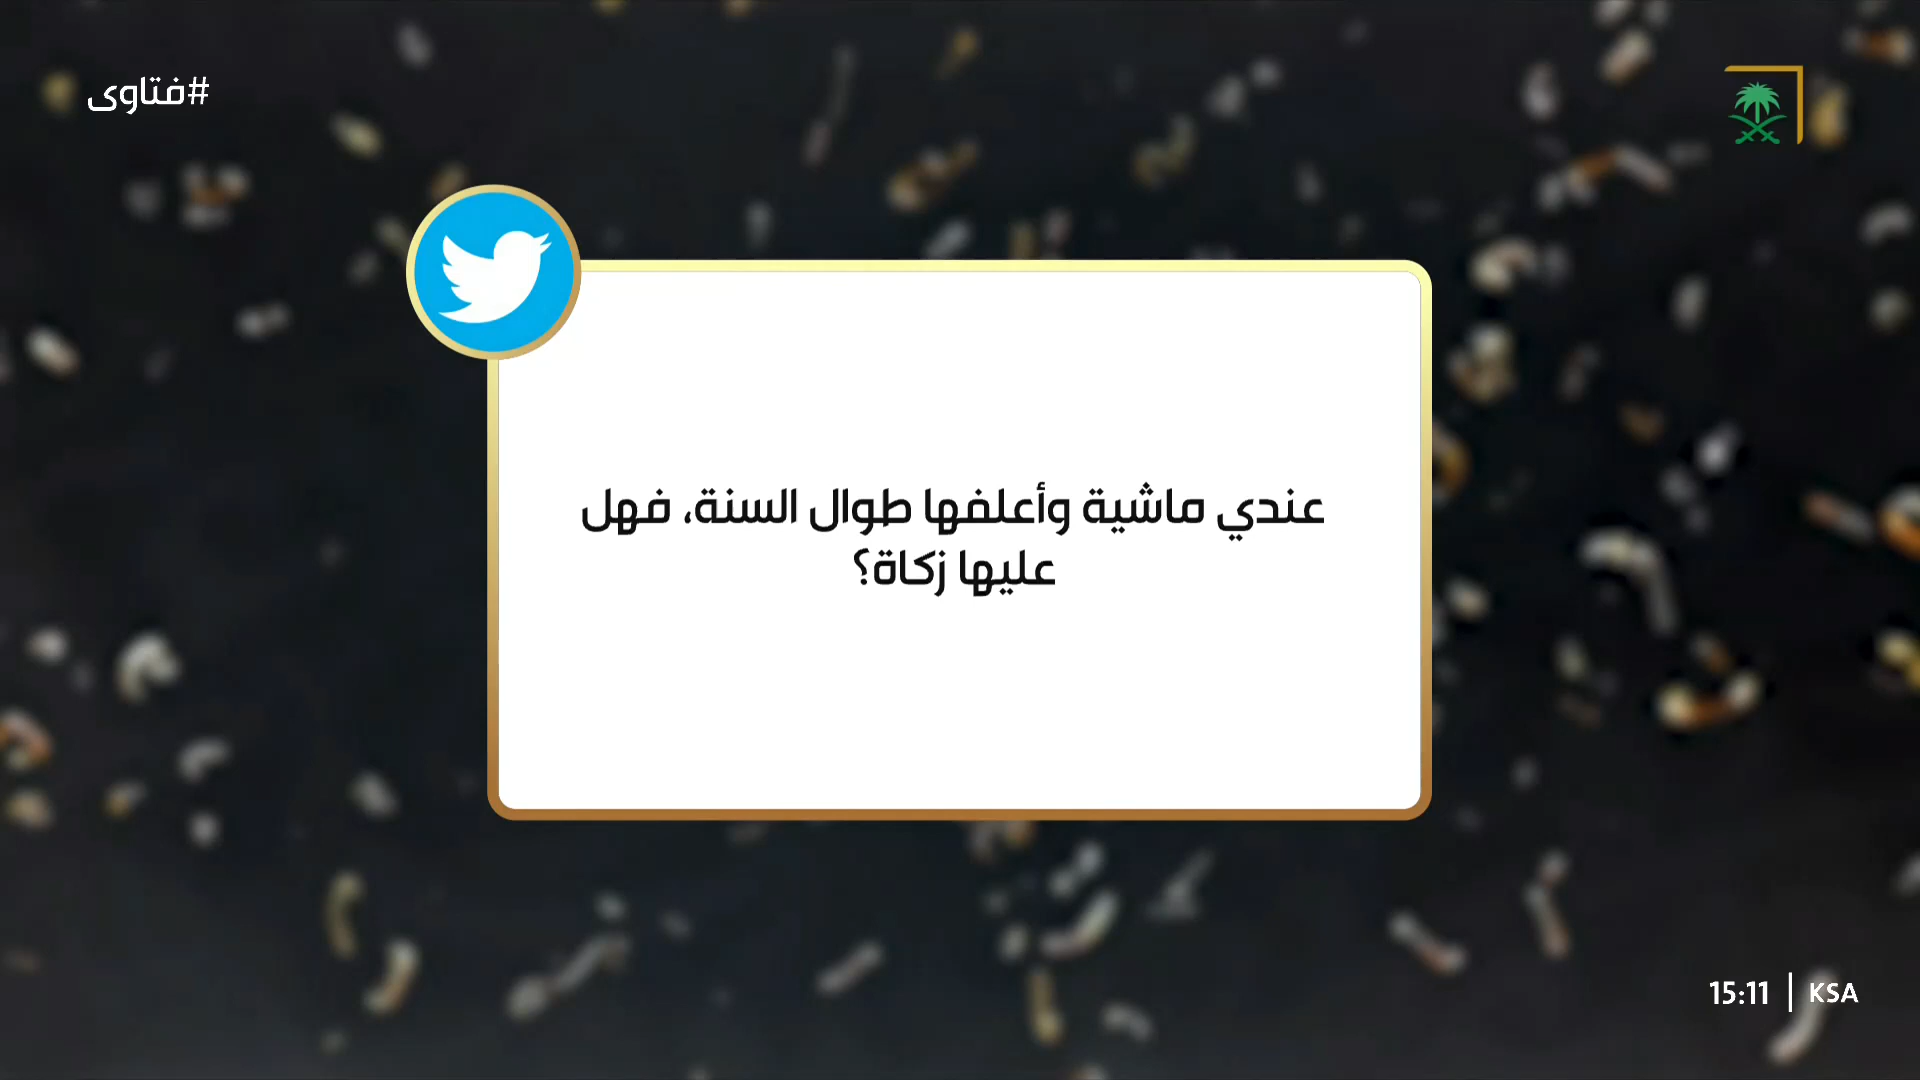 #فتاوى
عندي ماشية وأعلفها طوال السنة، فهل
عليها زكاة؟
15:11 | KSA